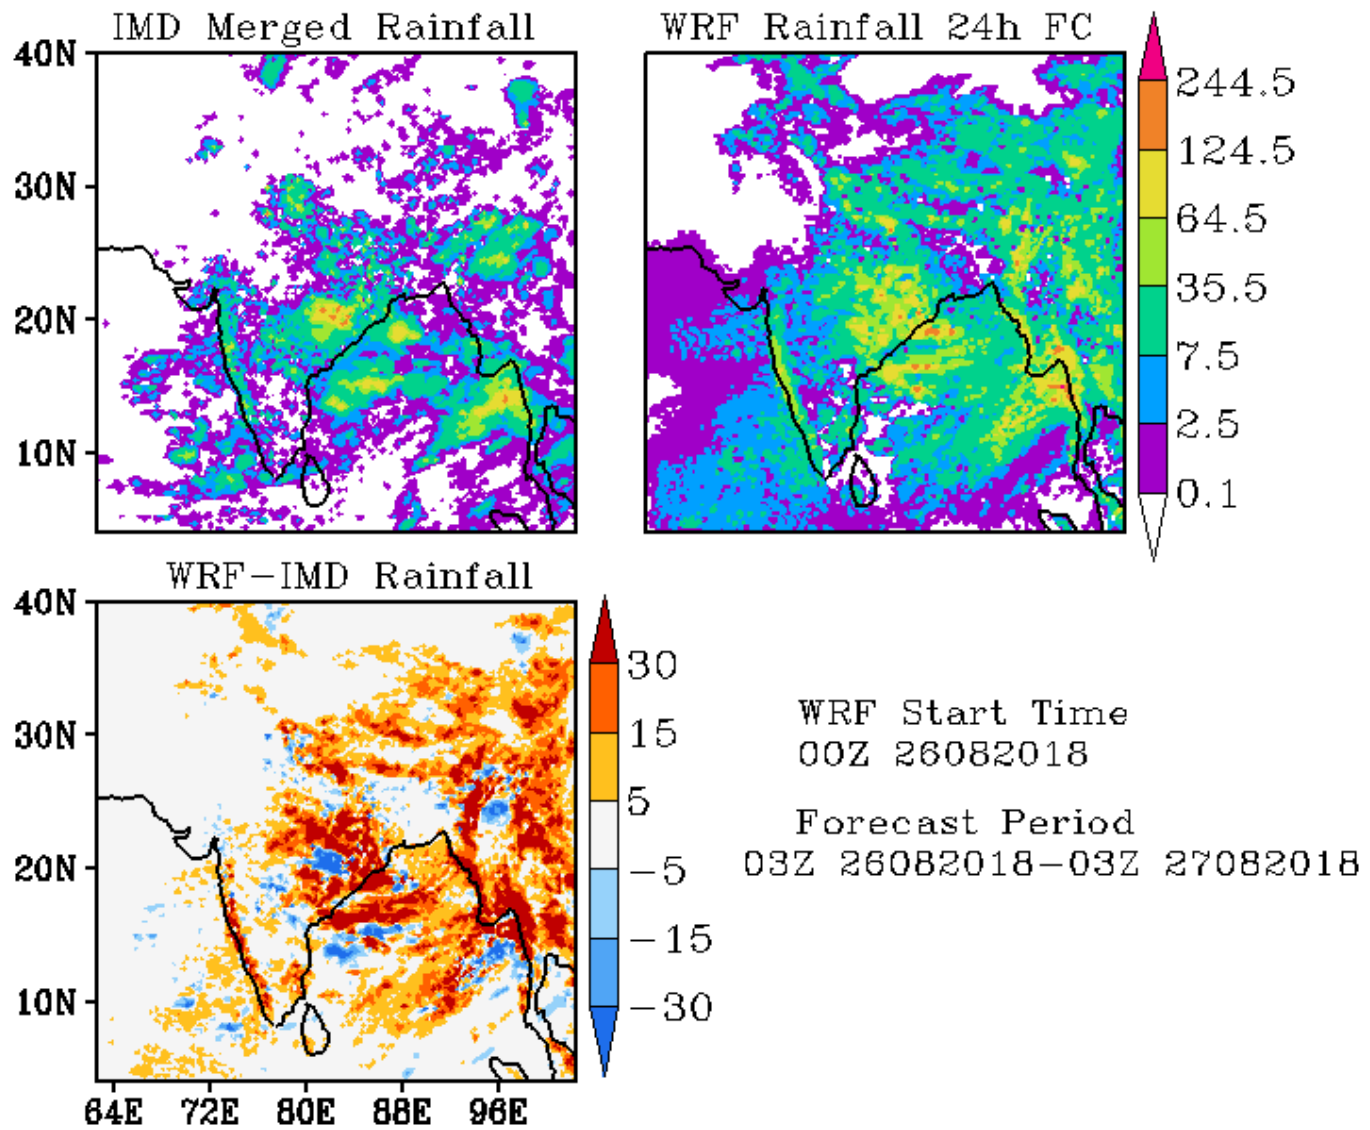 IMD Merged Rainfall
WRF Rainfall 24h FC
40N
30N
20N
10N
244.5
124.5
64.5
35.5
7.5
2.5
0.1
WRF-IMD Rainfall
40N
30N
20N
10N
64E 72E 80E 88E 96E
30
15
5
-5
-15
-30
WRF Start Time
00Z 26082018
Forecast Period
03Z 26082018-03Z 27082018